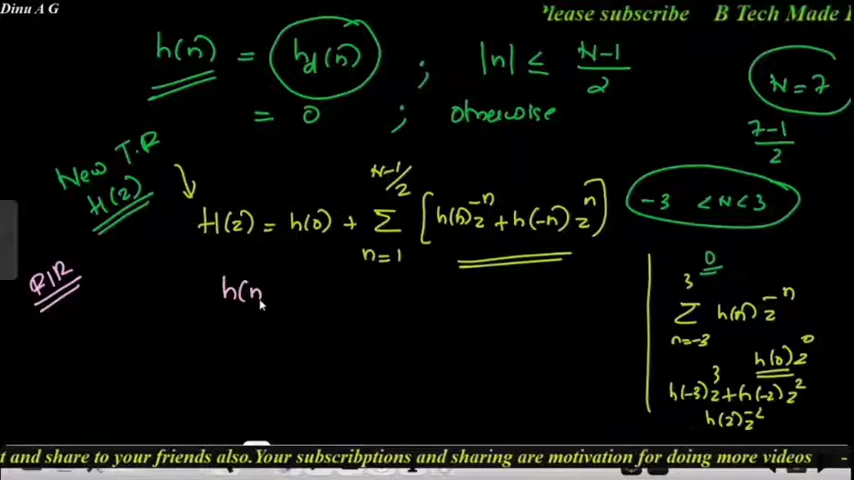 Dinu A G
Please subscribe B Tech Made
h(n) = hd(n) ; |n| ≤ N-1/2
= 0 ; otherwise
N = 7
7-1/2
New T.R
H(z)
H(z) = h(0) + Σ n=1 N-1/2 [h(n)z^-n + h(-n) z^n]
-3 < N < 3
h(n
0
3 Σ n=-3 h(n) z^-n
h(0)z^0
h(-3)z^3 + h(-2)z^2
h(2)z^-2
t and share to your friends also.Your subscribptions and sharing are motivation for doing more videos